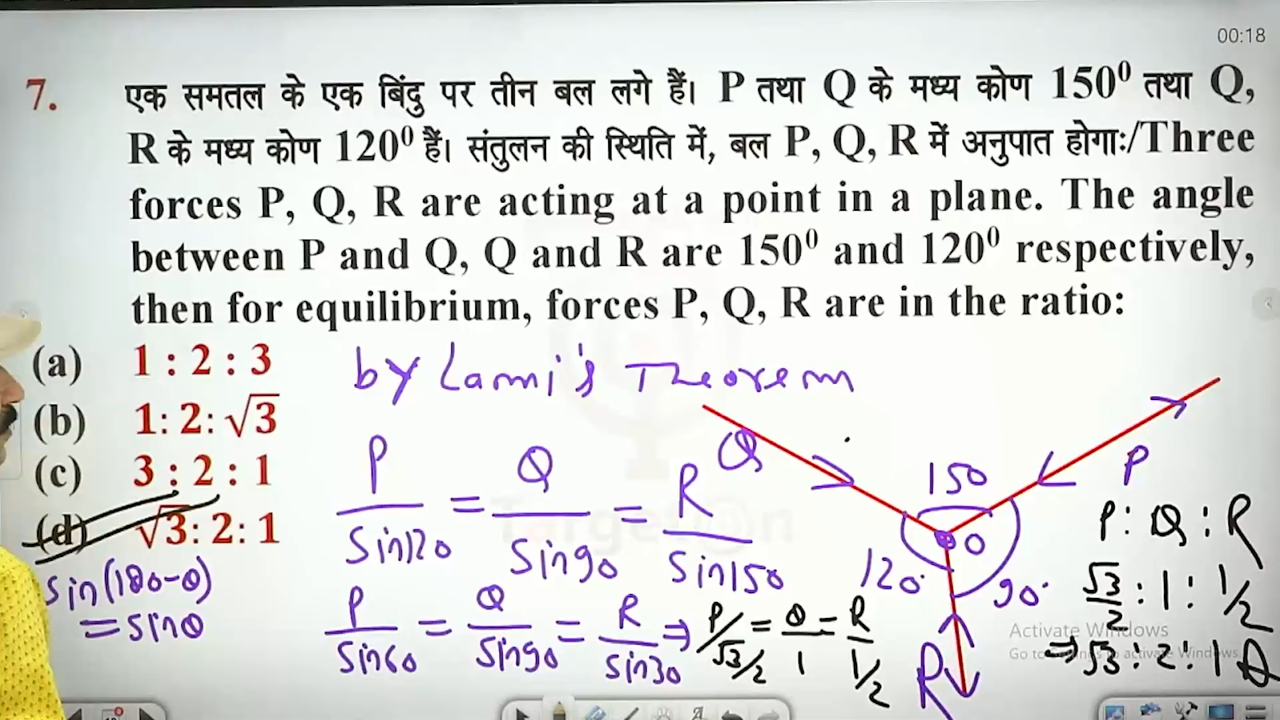 00:18
7. एक समतल के एक बिंदु पर तीन बल लगे हैं। P तथा Q के मध्य कोण 150⁰ तथा Q,
R के मध्य कोण 120⁰ हैं। संतुलन की स्थिति में, बल P, Q, R में अनुपात होगाः/Three
forces P, Q, R are acting at a point in a plane. The angle
between P and Q, Q and R are 150⁰ and 120⁰ respectively,
then for equilibrium, forces P, Q, R are in the ratio:
(a) 1 : 2 : 3
(b) 1: 2: √3
(c) 3 : 2 : 1
(d) √3: 2: 1
by Lami's Theorem
P/Sin120 = Q/Sin90 = R/Sin150
Sin(180-θ)
=Sinθ
P/Sin60 = Q/Sin90 = R/Sin30 ⇒ P/√3/2 = Q/1 = R/1/2
Q
P
150
O
120°
90°
R
P : Q : R
√3/2 : 1 : 1/2
⇒ √3 : 2 : 1
Activate Windows